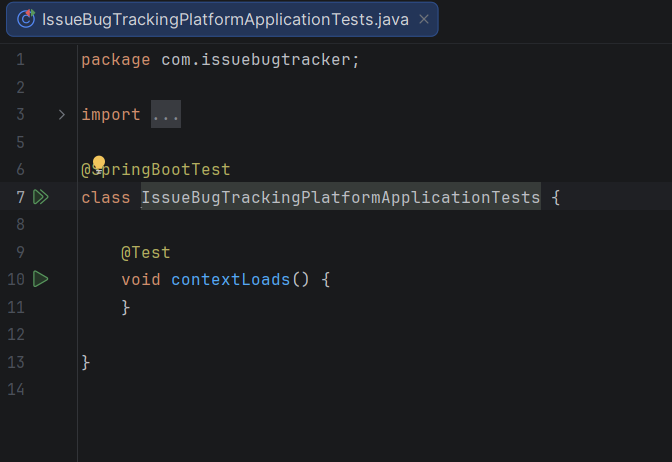 IssueBugTrackingPlatformApplicationTests.java
1 package com.issuebugtracker;
2
3 import ...
5
6 @SpringBootTest
7 class IssueBugTrackingPlatformApplicationTests {
8
9 @Test
10 void contextLoads() {
11 }
12
13 }
14